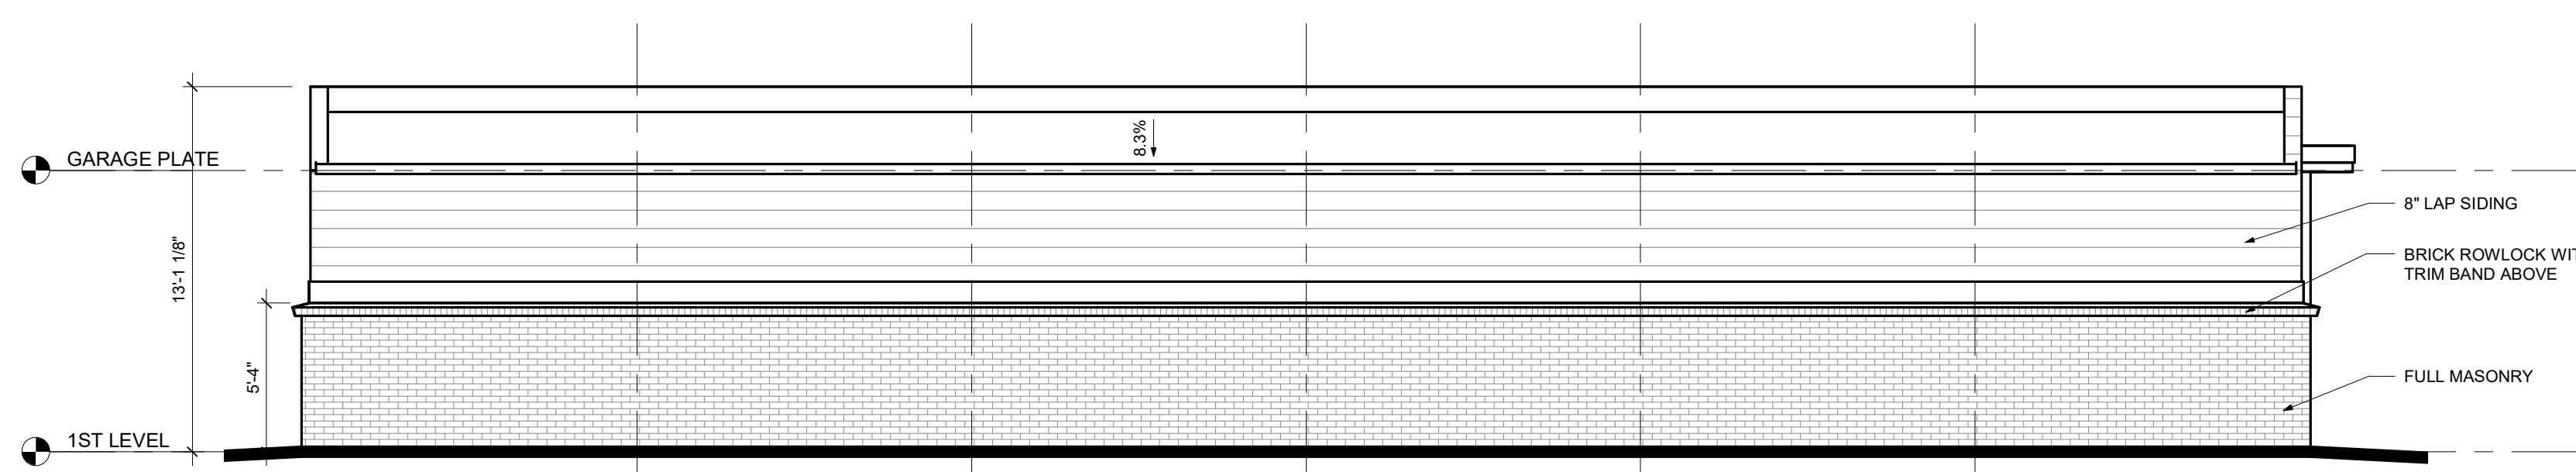 8.3%
GARAGE PLATE
8" LAP SIDING
13'-1 1/8"
BRICK ROWLOCK WIT
TRIM BAND ABOVE
5'-4"
FULL MASONRY
1ST LEVEL